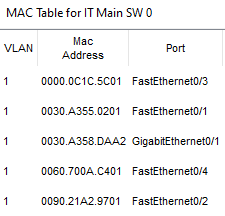 MAC Table for IT Main SW 0
VLAN Mac Address Port
1 0000.0C1C.5C01 FastEthernet0/3
1 0030.A355.0201 FastEthernet0/1
1 0030.A358.DAA2 GigabitEthernet0/1
1 0060.700A.C401 FastEthernet0/4
1 0090.21A2.9701 FastEthernet0/2